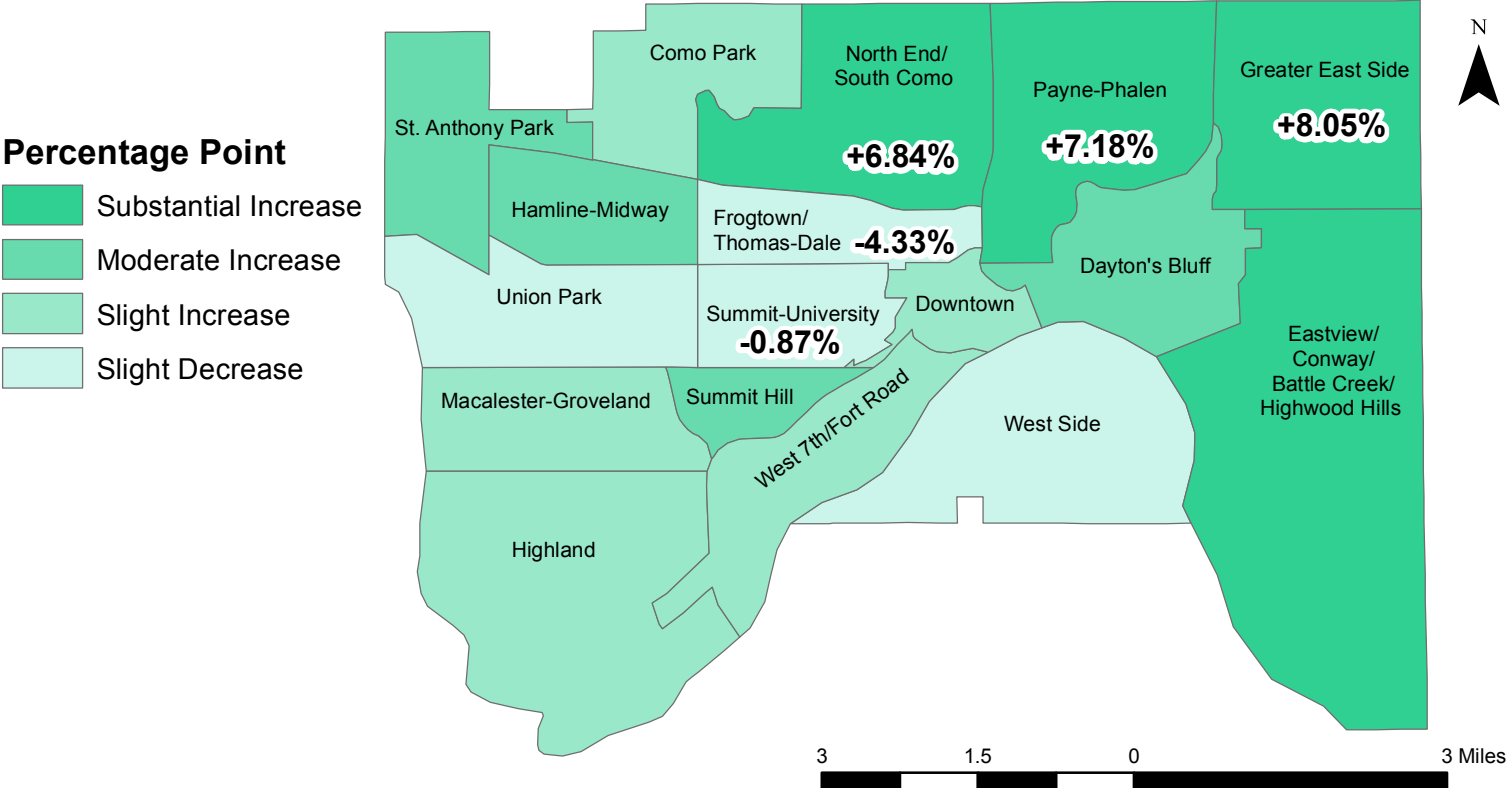 N
Como Park
North End/
South Como
+6.84%
Payne-Phalen
+7.18%
Greater East Side
+8.05%
St. Anthony Park
Percentage Point
Substantial Increase
Moderate Increase
Slight Increase
Slight Decrease
Hamline-Midway
Frogtown/
Thomas-Dale
-4.33%
Dayton's Bluff
Union Park
Summit-University
-0.87%
Downtown
Eastview/
Conway/
Battle Creek/
Highwood Hills
Macalester-Groveland
Summit Hill
West 7th/Fort Road
West Side
Highland
3 1.5 0 3 Miles